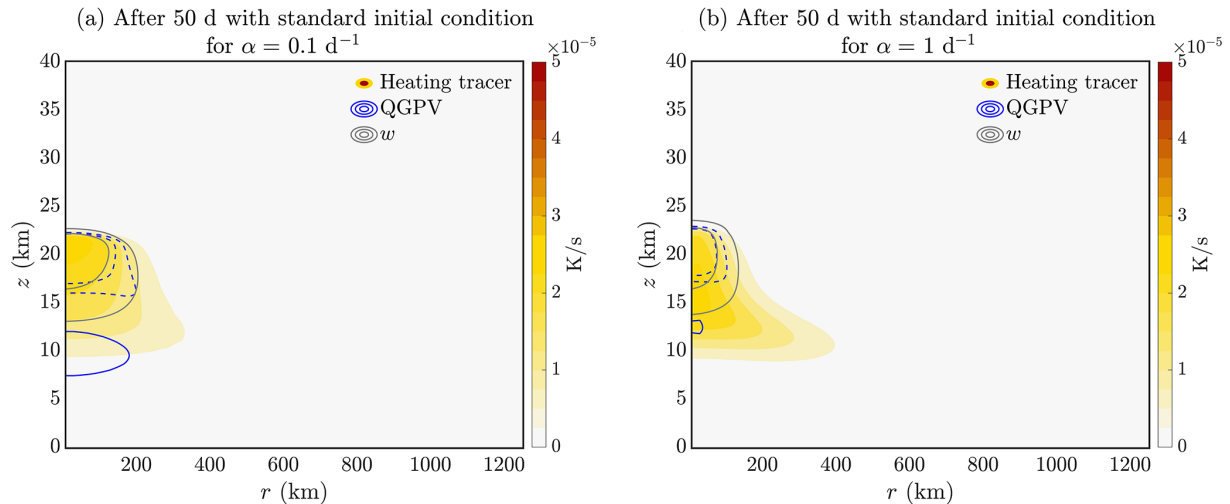 (a) After 50 d with standard initial condition
for α = 0.1 d⁻¹
×10⁻⁵
40
35
30
25
20
15
10
5
0
z (km)
200
400
600
800
1000
1200
r (km)
Heating tracer
QGPV
w
5
4
3
2
1
0
K/s
(b) After 50 d with standard initial condition
for α = 1 d⁻¹
×10⁻⁵
40
35
30
25
20
15
10
5
0
z (km)
200
400
600
800
1000
1200
r (km)
Heating tracer
QGPV
w
5
4
3
2
1
0
K/s